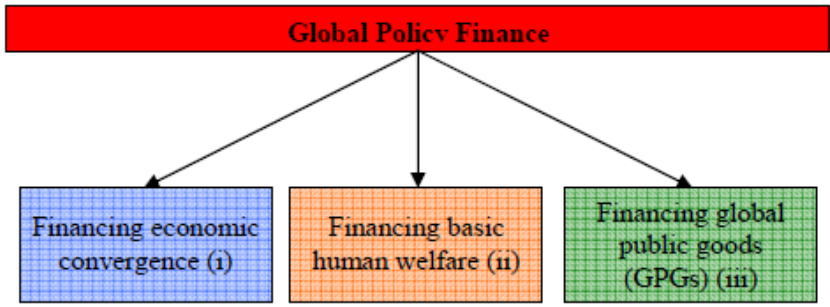 Global Policy Finance
Financing economic
convergence (i)
Financing basic
human welfare (ii)
Financing global
public goods
(GPGs) (iii)